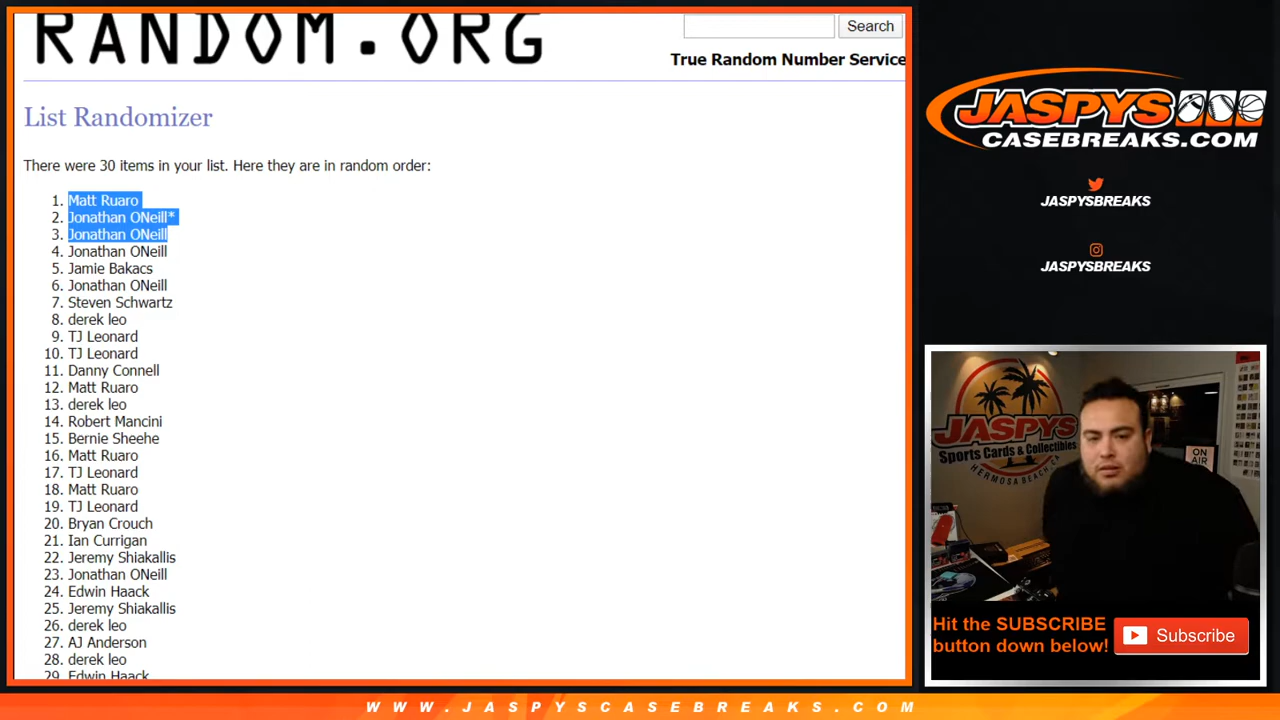 RANDOM.ORG
Search
True Random Number Service
List Randomizer
There were 30 items in your list. Here they are in random order:
1. Matt Ruaro
2. Jonathan ONeill*
3. Jonathan ONeill
4. Jonathan ONeill
5. Jamie Bakacs
6. Jonathan ONeill
7. Steven Schwartz
8. derek leo
9. TJ Leonard
10. TJ Leonard
11. Danny Connell
12. Matt Ruaro
13. derek leo
14. Robert Mancini
15. Bernie Sheehe
16. Matt Ruaro
17. TJ Leonard
18. Matt Ruaro
19. TJ Leonard
20. Bryan Crouch
21. Ian Currigan
22. Jeremy Shiakallis
23. Jonathan ONeill
24. Edwin Haack
25. Jeremy Shiakallis
26. derek leo
27. AJ Anderson
28. derek leo
29. Edwin Haack
JASPYS
CASEBREAKS.COM
JASPYSBREAKS
JASPYSBREAKS
JASPYS
Sports Cards & Collectibles
HERMOSA BEACH CA
ON AIR
Hit the SUBSCRIBE
button down below!
Subscribe
WWW.JASPYSCASEBREAKS.COM